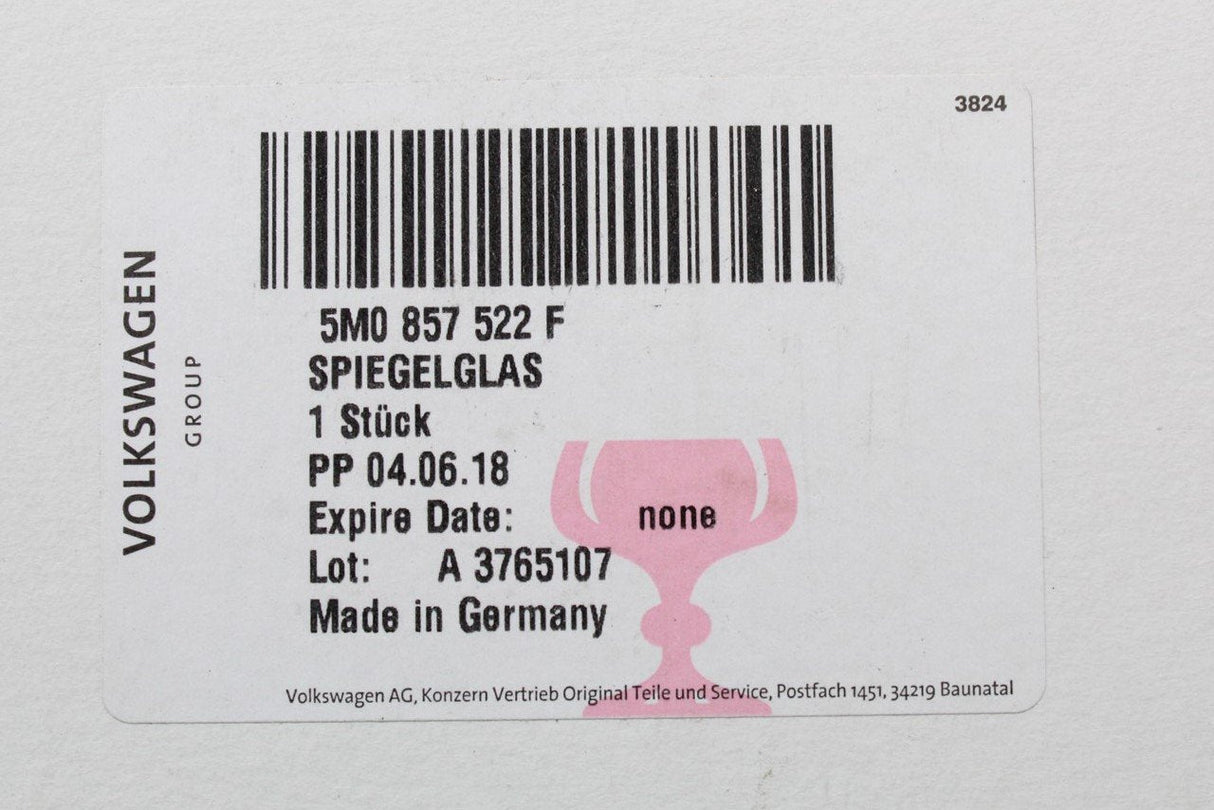 3824
VOLKSWAGEN
GROUP
5M0 857 522 F
SPIEGELGLAS
1 Stück
PP 04.06.18
Expire Date: none
Lot: A 3765107
Made in Germany
Volkswagen AG, Konzern Vertrieb Original Teile und Service, Postfach 1451, 34219 Baunatal